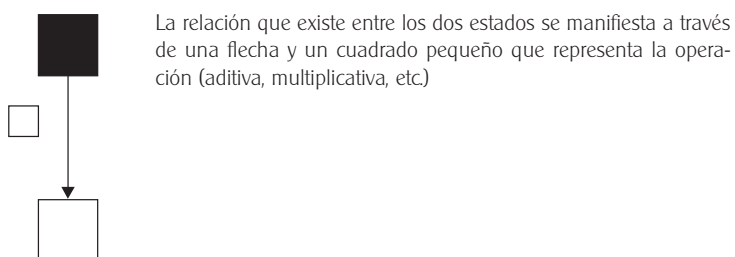 La relación que existe entre los dos estados se manifiesta a través
de una flecha y un cuadrado pequeño que representa la opera-
ción (aditiva, multiplicativa, etc.)